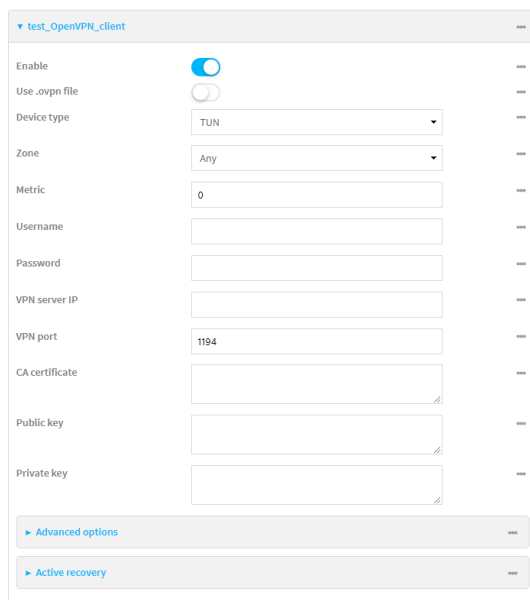 test_OpenVPN_client
Enable
Use .ovpn file
Device type TUN
Zone Any
Metric 0
Username
Password
VPN server IP
VPN port 1194
CA certificate
Public key
Private key
Advanced options
Active recovery